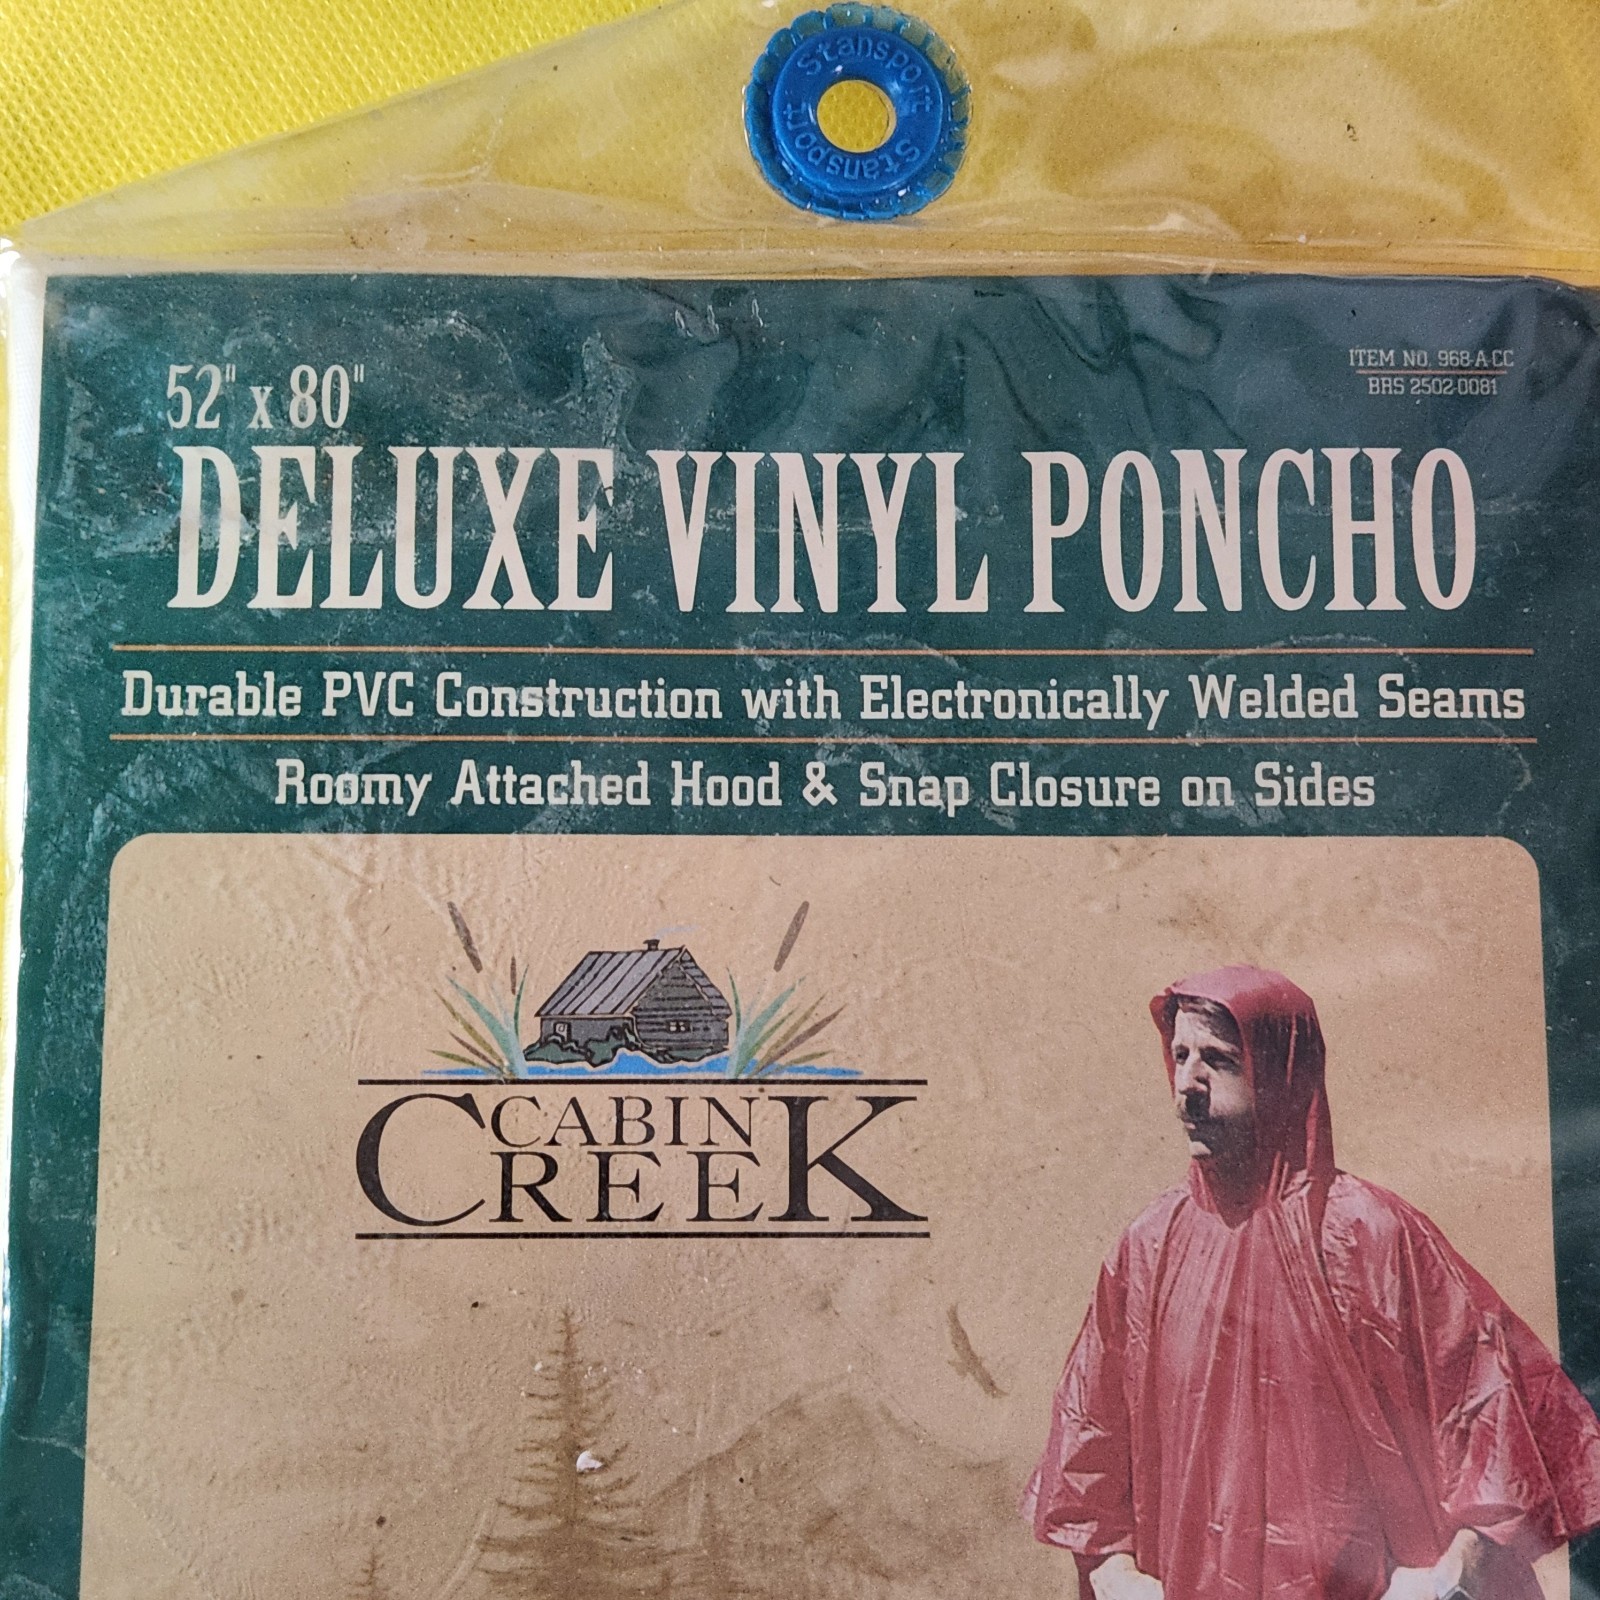 Stansport
Stansport
ITEM NO. 968-A-CC
BRS 2502-0081
52" x 80"
DELUXE VINYL PONCHO
Durable PVC Construction with Electronically Welded Seams
Roomy Attached Hood & Snap Closure on Sides
CABIN
CREEK